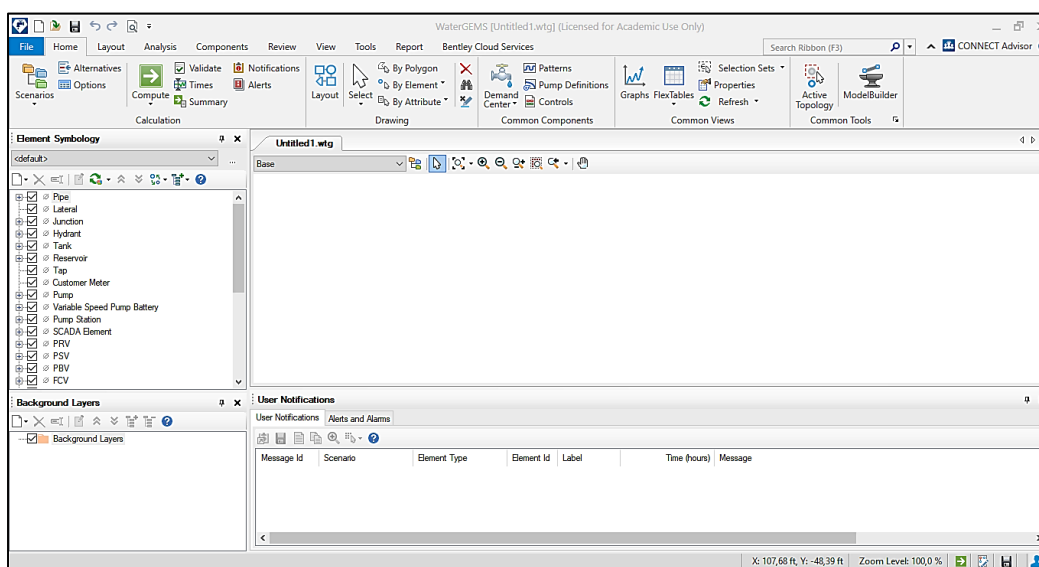 WaterGEMS [Untitled1.wtg] (Licensed for Academic Use Only)
File Home Layout Analysis Components Review View Tools Report Bentley Cloud Services Search Ribbon (F3) CONNECT Advisor
Scenarios
Alternatives
Options
Compute
Validate
Times
Summary
Notifications
Alerts
Calculation
Layout
Select
By Polygon
By Element
By Attribute
Drawing
Demand Center
Patterns
Pump Definitions
Controls
Common Components
Graphs
FlexTables
Selection Sets
Properties
Refresh
Common Views
Active Topology
ModelBuilder
Common Tools
Element Symbology
<default>
...
Pipe
Lateral
Junction
Hydrant
Tank
Reservoir
Tap
Customer Meter
Pump
Variable Speed Pump Battery
Pump Station
SCADA Element
PRV
PSV
PBV
FCV
Background Layers
Background Layers
Untitled1.wtg
Base
User Notifications
User Notifications Alerts and Alarms
Message Id Scenario Element Type Element Id Label Time (hours) Message
X: 107,68 ft, Y: -48,39 ft Zoom Level: 100,0 %